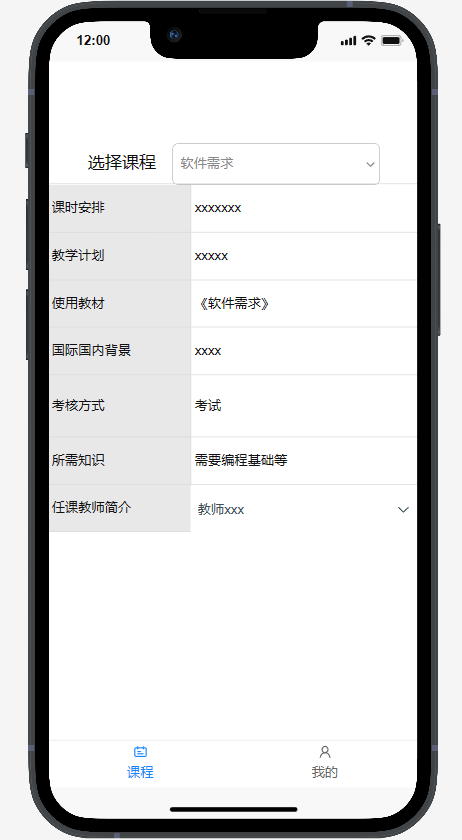 12:00
选择课程 软件需求
课时安排 xxxxxxx
教学计划 xxxxx
使用教材 《软件需求》
国际国内背景 xxxx
考核方式 考试
所需知识 需要编程基础等
任课教师简介 教师xxx
课程 我的